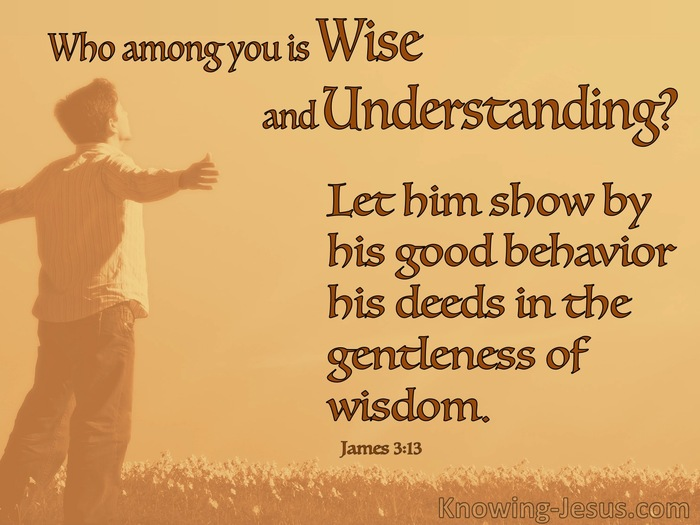 Who among you is Wise
and Understanding?
Let him show by
his good behavior
his deeds in the
gentleness of
wisdom.
James 3:13
Knowing-Jesus.com